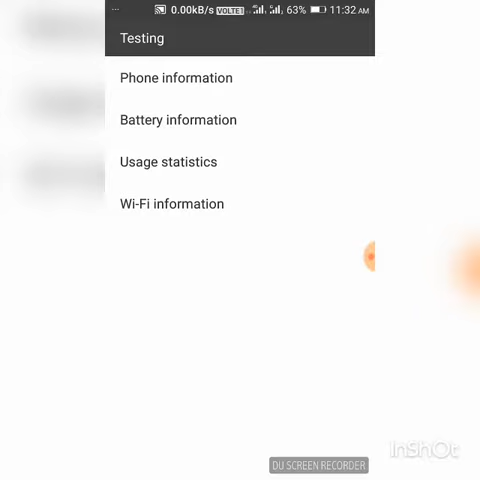 ... 0.00kB/s VOLTE1 63% 11:32 AM
Testing
Phone information
Battery information
Usage statistics
Wi-Fi information
InShOt
DU SCREEN RECORDER